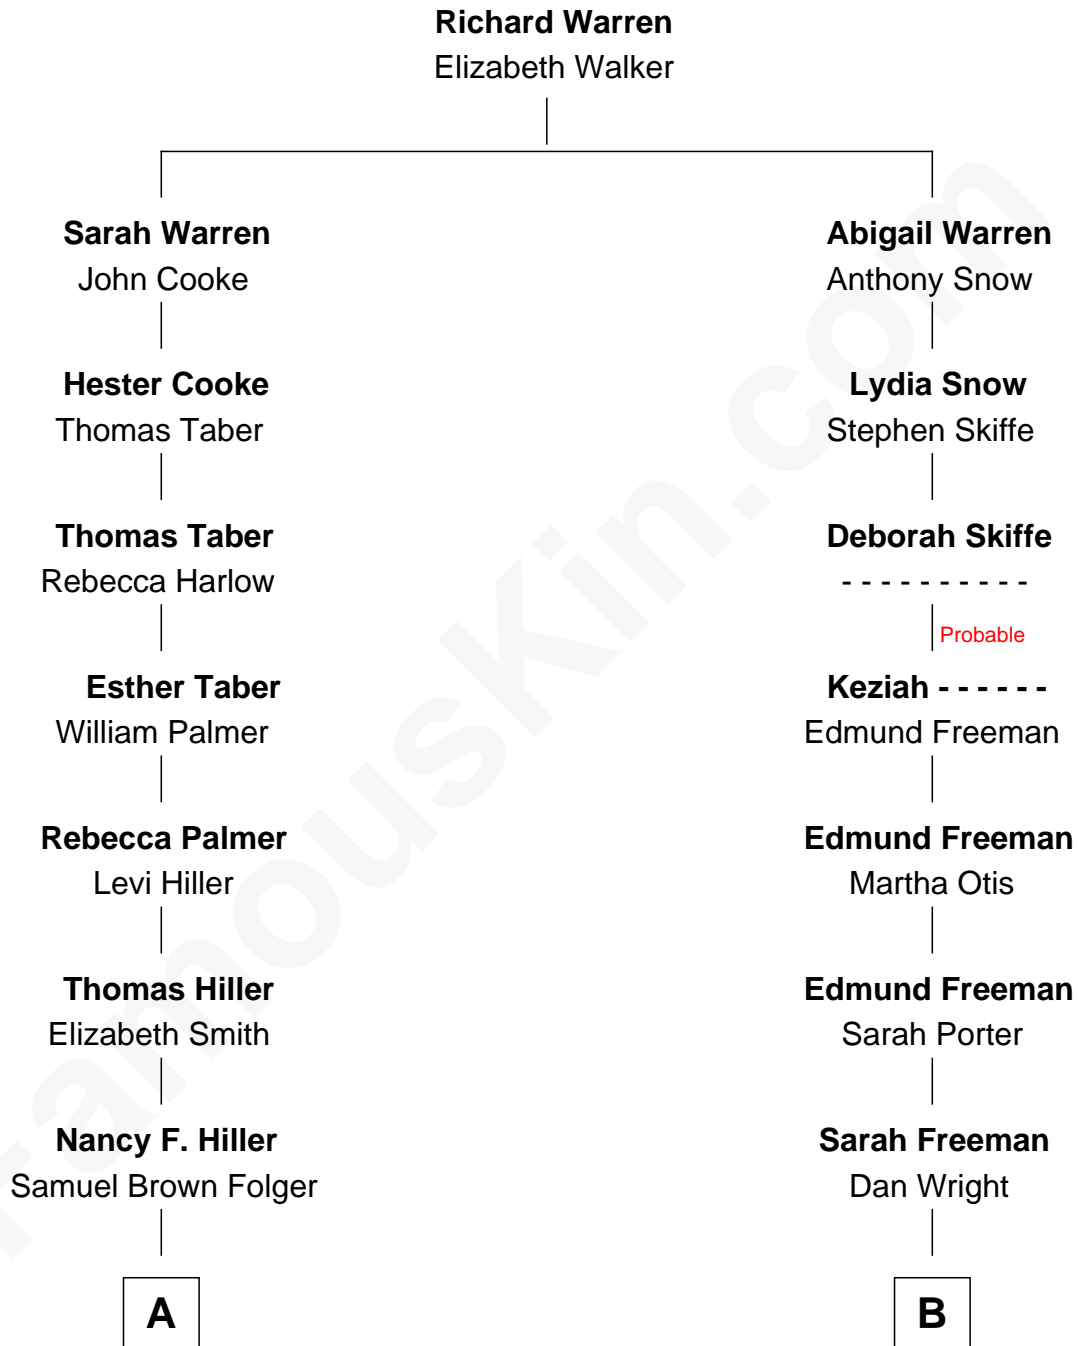 Richard Warren
Elizabeth Walker
Sarah Warren
John Cooke
Abigail Warren
Anthony Snow
Hester Cooke
Thomas Taber
Lydia Snow
Stephen Skiffe
Thomas Taber
Rebecca Harlow
Deborah Skiffe
- - - - - - - - - -
Probable
Esther Taber
William Palmer
Keziah - - - - - -
Edmund Freeman
Rebecca Palmer
Levi Hiller
Edmund Freeman
Martha Otis
Thomas Hiller
Elizabeth Smith
Edmund Freeman
Sarah Porter
Nancy F. Hiller
Samuel Brown Folger
Sarah Freeman
Dan Wright
A
B
FamousKin.com